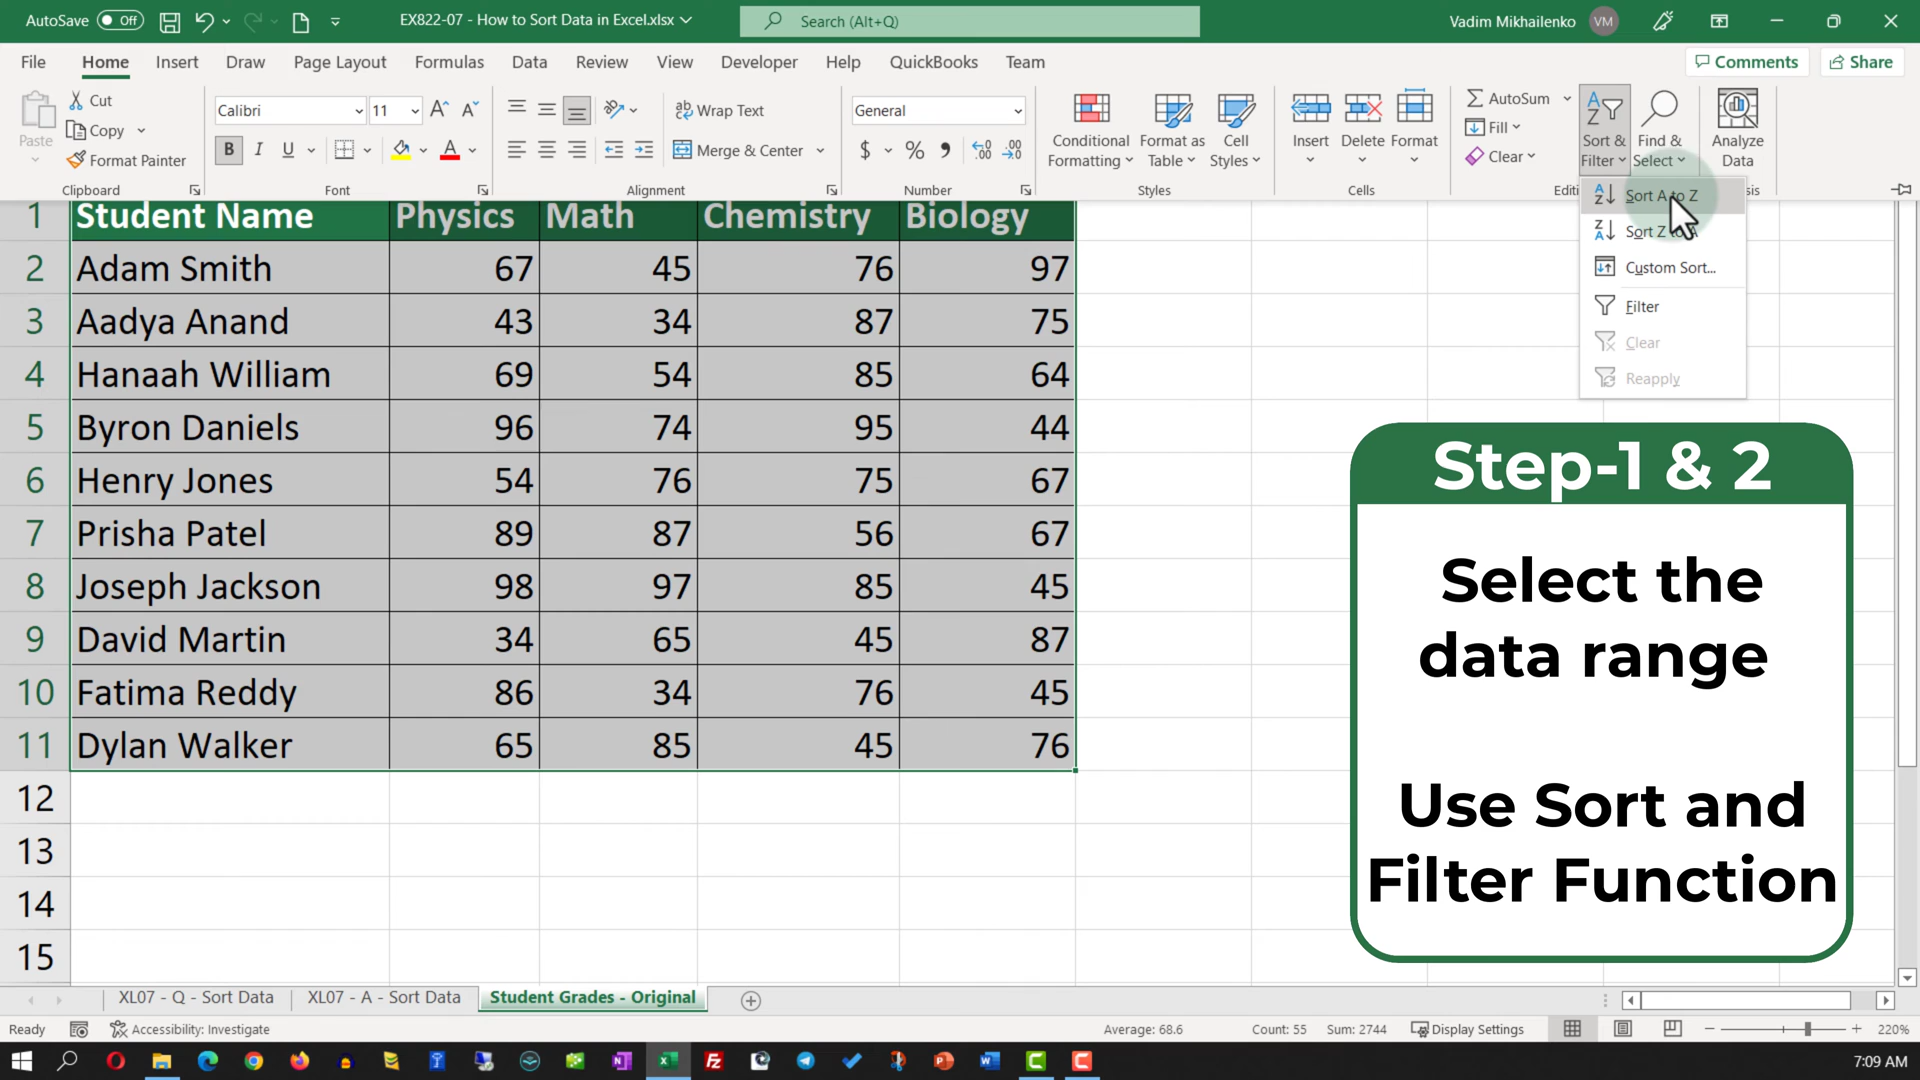 AutoSave Off EX822-07 - How to Sort Data in Excel.xlsx Search (Alt+Q) Vadim Mikhailenko VM
File Home Insert Draw Page Layout Formulas Data Review View Developer Help QuickBooks Team Comments Share
Paste Cut Copy Format Painter Clipboard
Calibri 11 B I U A Font
ab Wrap Text Merge & Center Alignment
General $ % 9 Number
Conditional Formatting Format as Table Cell Styles Styles
Insert Delete Format Cells
AutoSum Fill Clear Sort & Filter Find & Select Editi
Analyze Data sis
Sort A to Z
Sort Z to A
Custom Sort...
Filter
Clear
Reapply
1 Student Name Physics Math Chemistry Biology
2 Adam Smith 67 45 76 97
3 Aadya Anand 43 34 87 75
4 Hanaah William 69 54 85 64
5 Byron Daniels 96 74 95 44
6 Henry Jones 54 76 75 67
7 Prisha Patel 89 87 56 67
8 Joseph Jackson 98 97 85 45
9 David Martin 34 65 45 87
10 Fatima Reddy 86 34 76 45
11 Dylan Walker 65 85 45 76
12
13
14
15
Step-1 & 2
Select the
data range
Use Sort and
Filter Function
XL07 - Q - Sort Data XL07 - A - Sort Data Student Grades - Original
Ready Accessibility: Investigate Average: 68.6 Count: 55 Sum: 2744 Display Settings 220%
7:09 AM